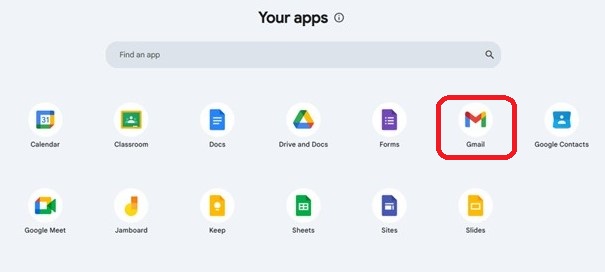 Your apps
Find an app
Calendar
Classroom
Docs
Drive and Docs
Forms
Gmail
Google Contacts
Google Meet
Jamboard
Keep
Sheets
Sites
Slides